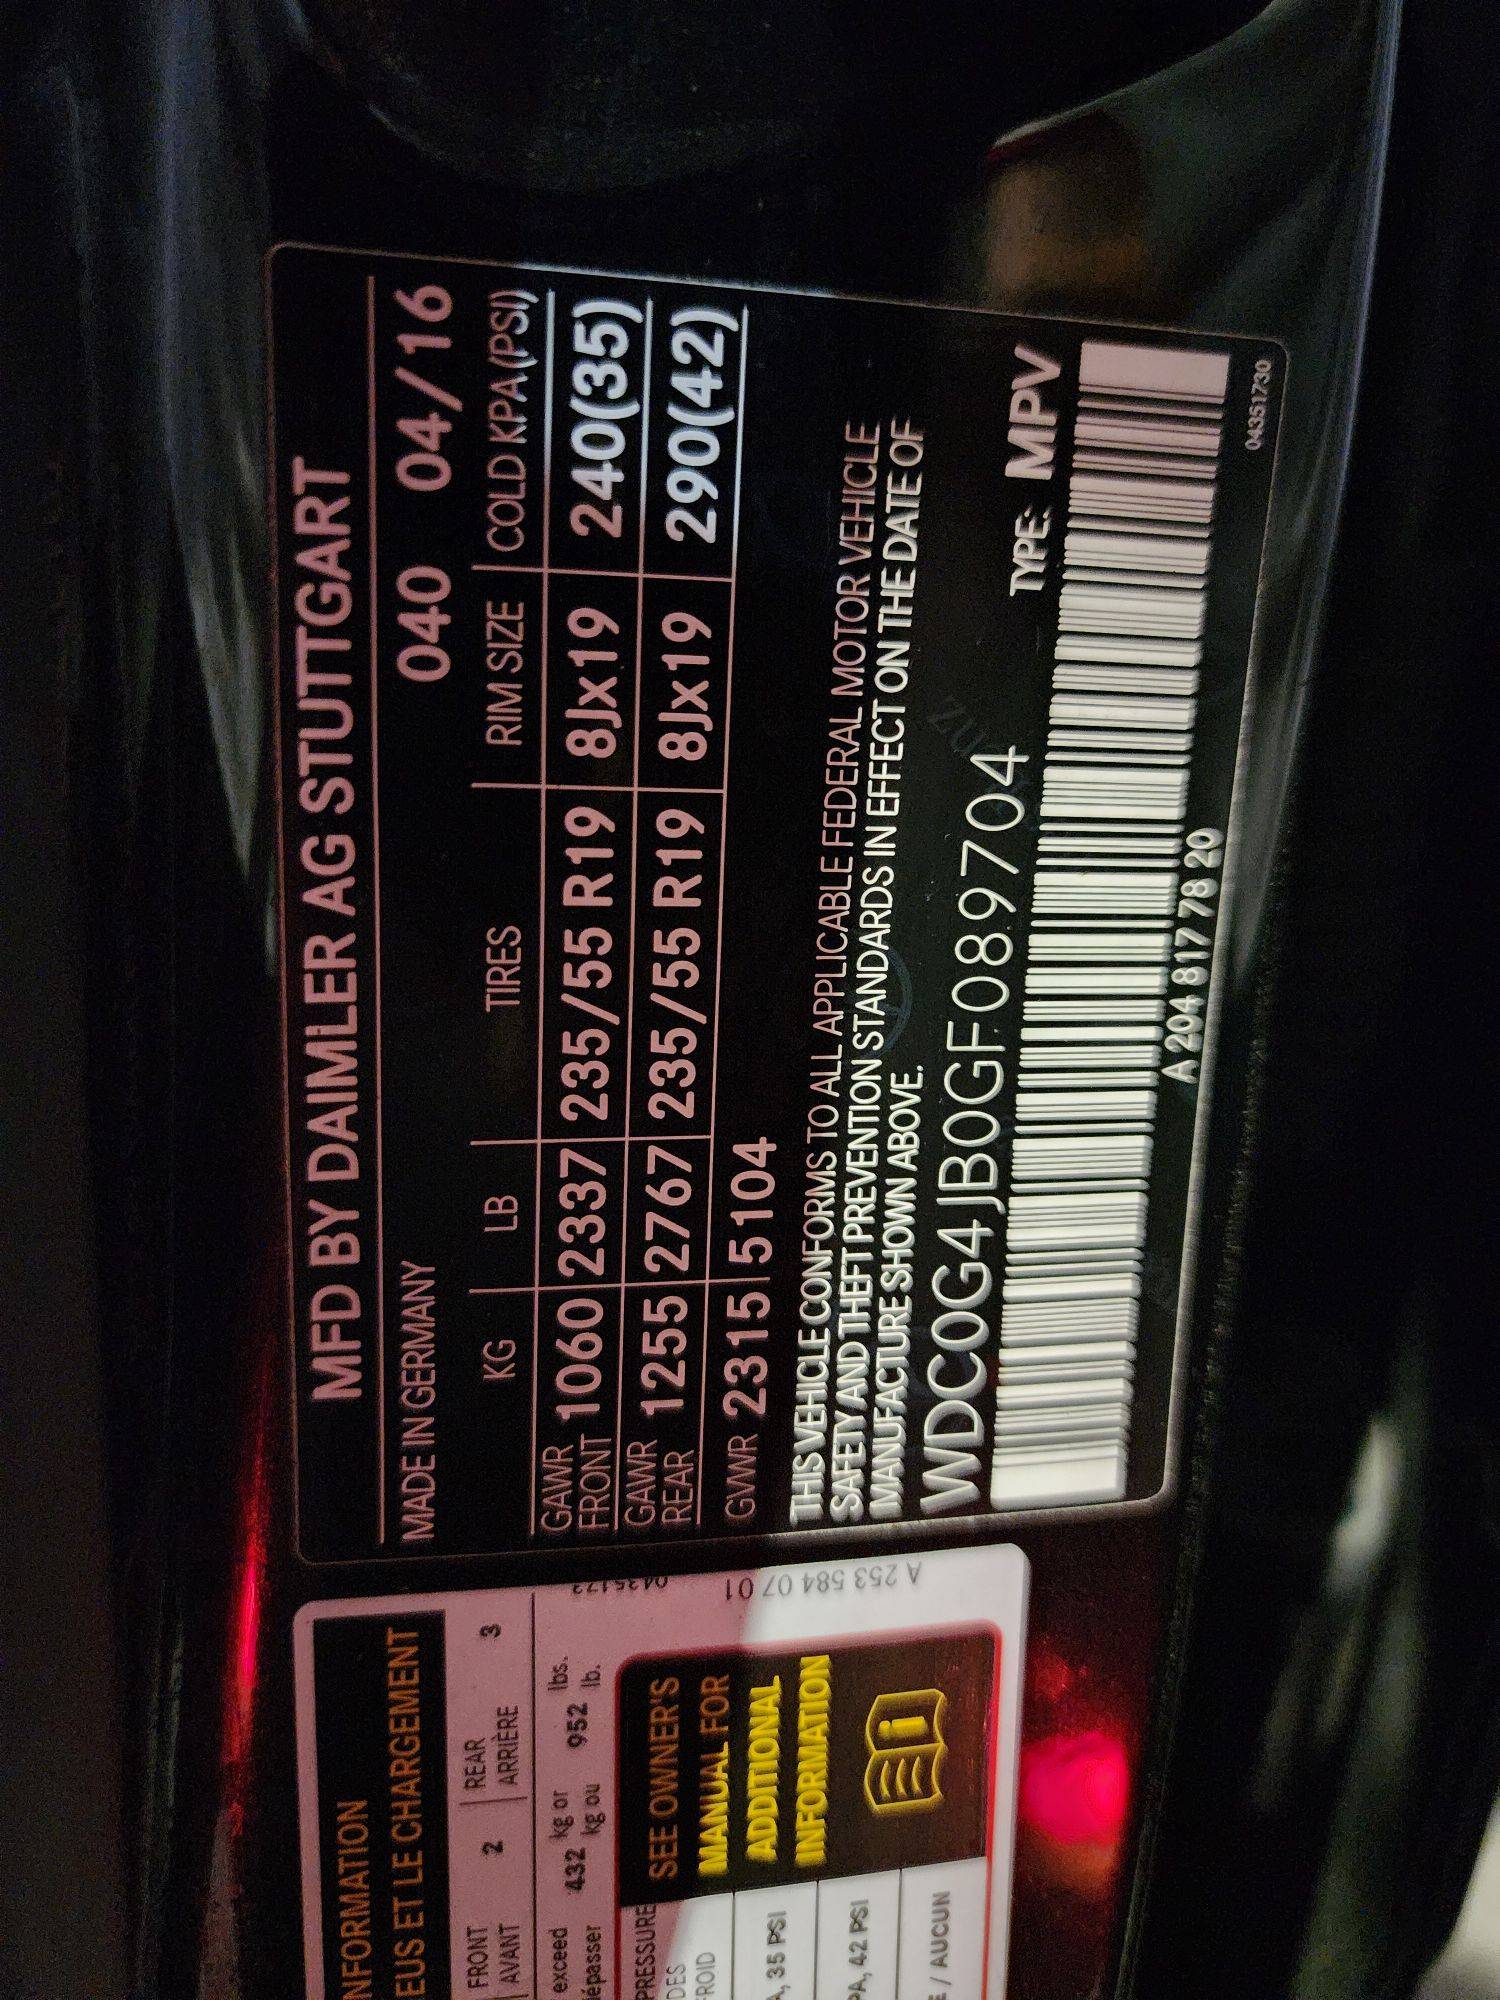 MFD BY DAIMLER AG STUTTGART
MADE IN GERMANY 040 04/16
KG LB TIRES RIM SIZE COLD KPA(PSI)
GAWR FRONT 1060 2337 235/55 R19 8Jx19 240(35)
GAWR REAR 1255 2767 235/55 R19 8Jx19 290(42)
GVWR 2315 5104
THIS VEHICLE CONFORMS TO ALL APPLICABLE FEDERAL MOTOR VEHICLE
SAFETY AND THEFT PREVENTION STANDARDS IN EFFECT ON THE DATE OF
MANUFACTURE SHOWN ABOVE.
WDC0G4JB0GF089704 TYPE: MPV
A 204 817 78 20
04351730
NFORMATION
EUS ET LE CHARGEMENT
FRONT 2 REAR 3
AVANT ARRIÈRE
exceed 432 kg or 952 lbs.
épasser kg ou lb.
PRESSURE
DES
FROID
A, 35 PSI
PA, 42 PSI
E / AUCUN
SEE OWNER'S
MANUAL FOR
ADDITIONAL
INFORMATION
A 253 584 07 01